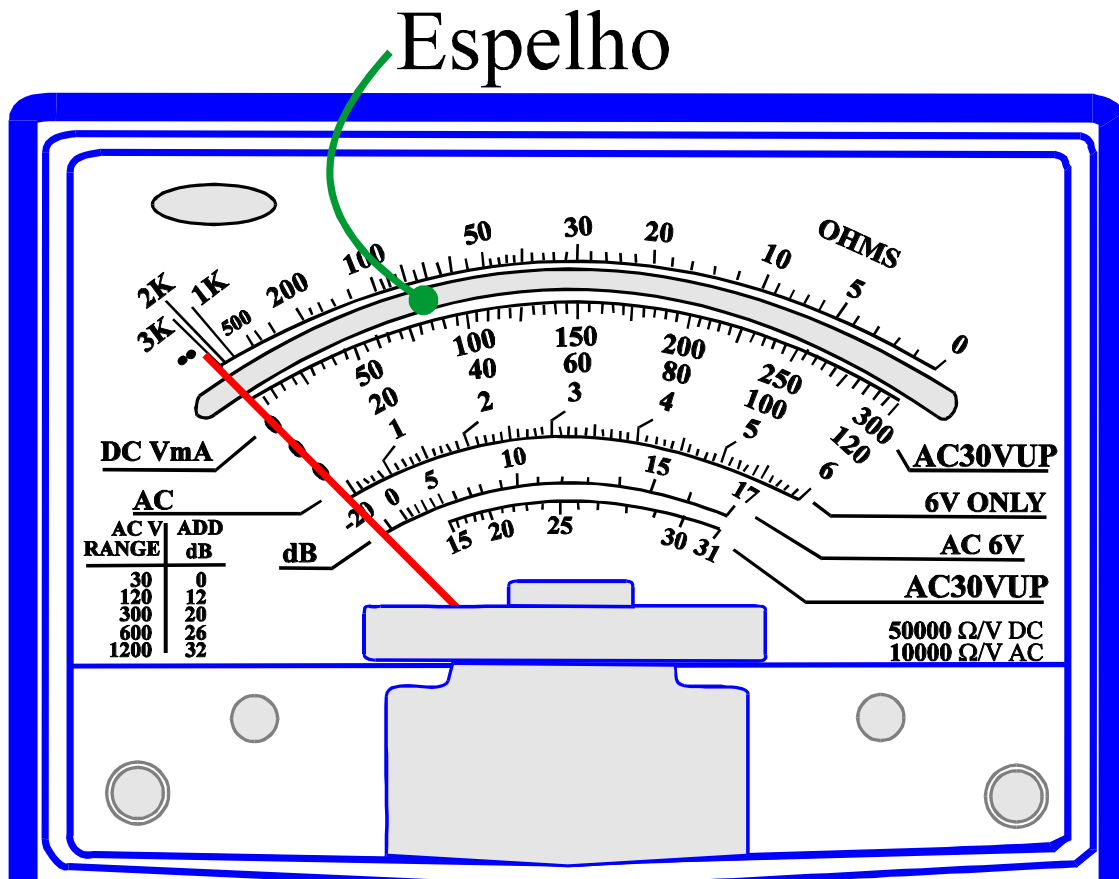 Espelho
50 30 20 10 5 0 OHMS
∞ 3K 2K 1K 500 200 100
50 100 150 200 250 300
20 40 60 80 100 120
1 2 3 4 5 6
-20 0 5 10 15 17
15 20 25 30 31
DC VmA
AC
dB
AC30VUP
6V ONLY
AC 6V
AC30VUP
AC V ADD
RANGE dB
30 0
120 12
300 20
600 26
1200 32
50000 Ω/V DC
10000 Ω/V AC